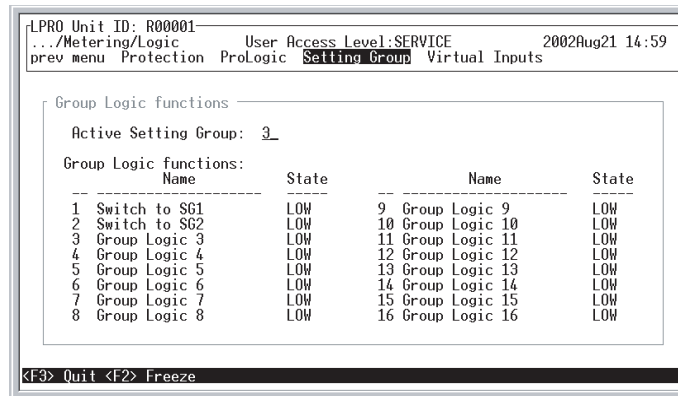 LPRO Unit ID: R00001
.../Metering/Logic User Access Level:SERVICE 2002Aug21 14:59
prev menu Protection ProLogic Setting Group Virtual Inputs
Group Logic functions
Active Setting Group: 3_
Group Logic functions:
Name State Name State
1 Switch to SG1 LOW 9 Group Logic 9 LOW
2 Switch to SG2 LOW 10 Group Logic 10 LOW
3 Group Logic 3 LOW 11 Group Logic 11 LOW
4 Group Logic 4 LOW 12 Group Logic 12 LOW
5 Group Logic 5 LOW 13 Group Logic 13 LOW
6 Group Logic 6 LOW 14 Group Logic 14 LOW
7 Group Logic 7 LOW 15 Group Logic 15 LOW
8 Group Logic 8 LOW 16 Group Logic 16 LOW
<F3> Quit <F2> Freeze